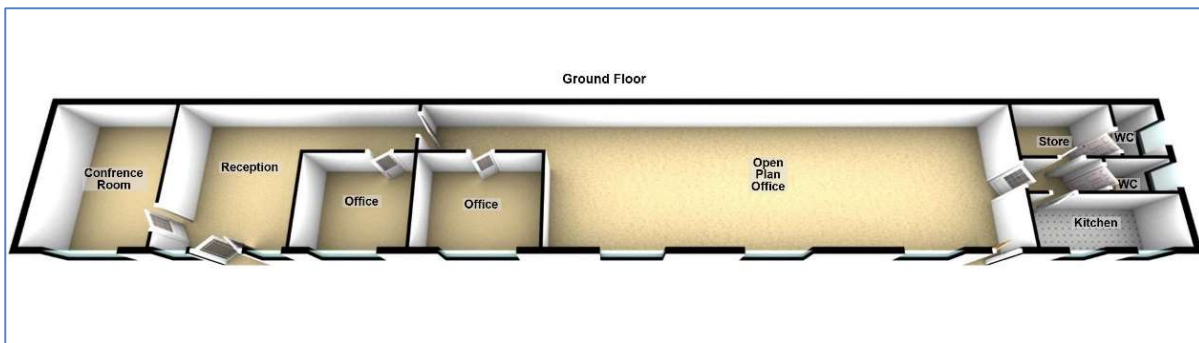 Ground Floor
Confrence
Room
Reception
Office
Office
Open
Plan
Office
Store
WC
WC
Kitchen